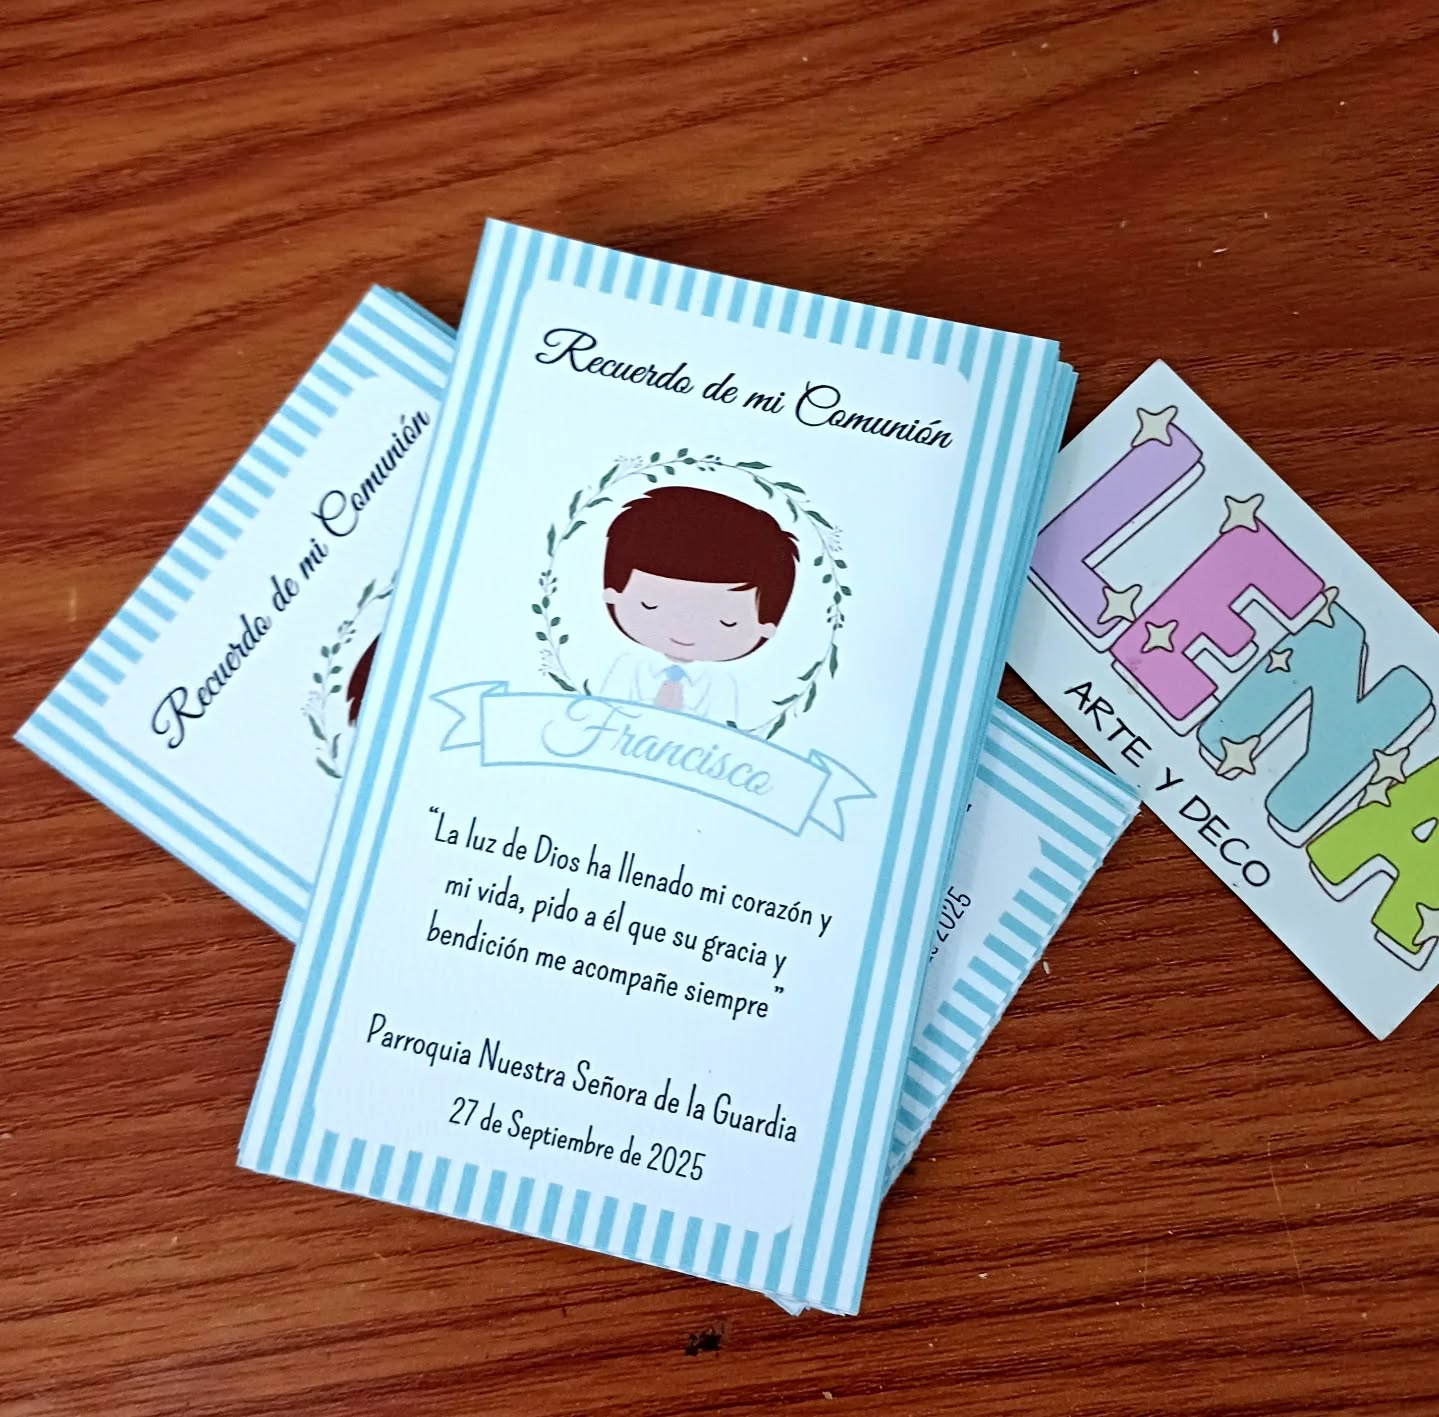 Recuerdo de mi Comunión
Francisco
“La luz de Dios ha llenado mi corazón y
mi vida, pido a él que su gracia y
bendición me acompañe siempre”
Parroquia Nuestra Señora de la Guardia
27 de Septiembre de 2025
Recuerdo de mi Comunión
2025
LENA
ARTE Y DECO